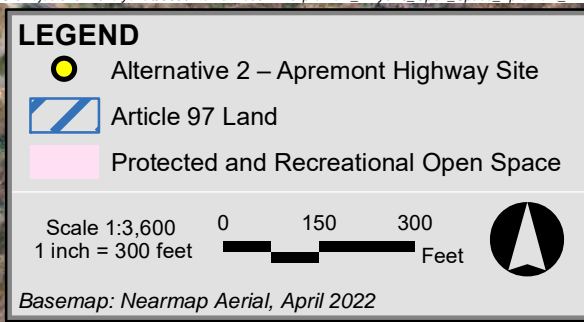 LEGEND
Alternative 2 – Apremont Highway Site
Article 97 Land
Protected and Recreational Open Space
Scale 1:3,600
1 inch = 300 feet
0 150 300
Feet
Basemap: Nearmap Aerial, April 2022